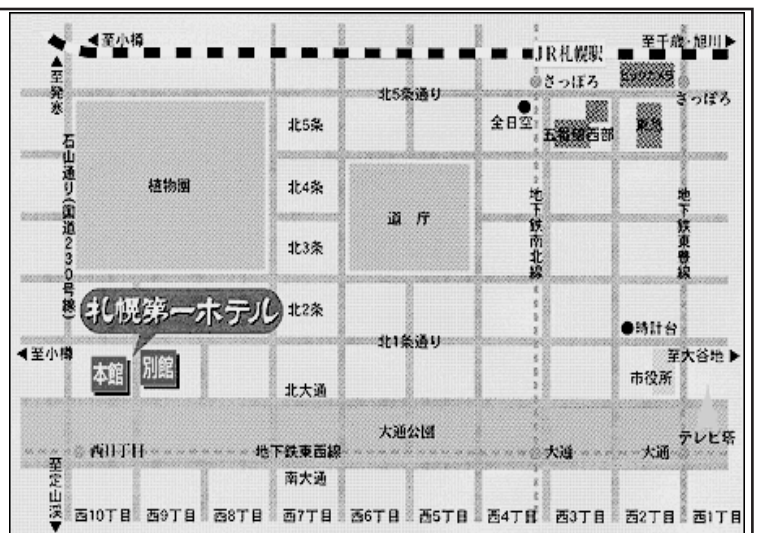 ◀至小樽
至千歳・旭川▶
JR札幌駅
▲至発寒
さっぽろ
ビックカメラ
さっぽろ
北5条通り
全日空
五番舘西部
東急
北5条
石山通り(国道230号線)
植物園
北4条
道庁
地下鉄南北線
地下鉄東豊線
北3条
札幌第一ホテル
北2条
時計台
北1条通り
◀至小樽
至大谷地▶
本館
別館
市役所
北大通
大通公園
テレビ塔
西11丁目
地下鉄東西線
大通
大通
至定山渓▼
南大通
西10丁目 西9丁目 西8丁目 西7丁目 西6丁目 西5丁目 西4丁目 西3丁目 西2丁目 西1丁目